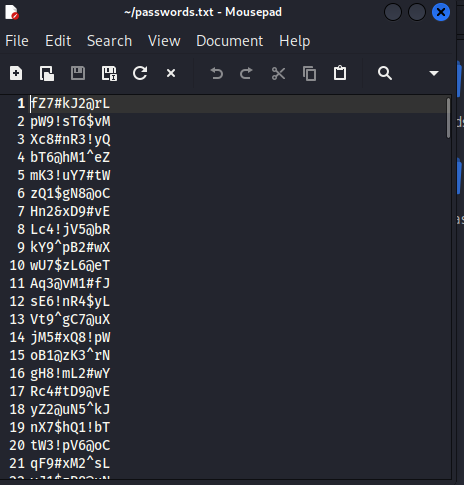 ~/passwords.txt - Mousepad
File Edit Search View Document Help
1 fZ7#kJ2@rL
2 pW9!sT6$vM
3 Xc8#nR3!yQ
4 bT6@hM1^eZ
5 mK3!uY7#tW
6 zQ1$gN8@oC
7 Hn2&xD9#vE
8 Lc4!jV5@bR
9 kY9^pB2#wX
10 wU7$zL6@eT
11 Aq3@vM1#fJ
12 sE6!nR4$yL
13 Vt9^gC7@uX
14 jM5#xQ8!pW
15 oB1@zK3^rN
16 gH8!mL2#wY
17 Rc4#tD9@vE
18 yZ2@uN5^kJ
19 nX7$hQ1!bT
20 tW3!pV6@oC
21 qF9#xM2^sL